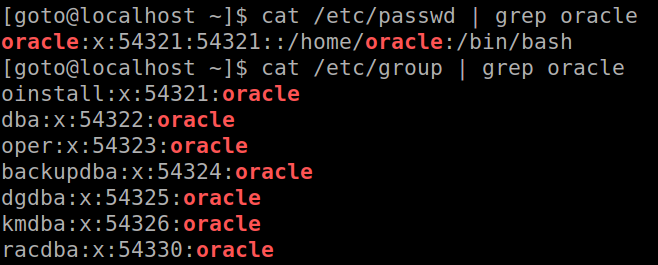 [goto@localhost ~]$ cat /etc/passwd | grep oracle
oracle:x:54321:54321::/home/oracle:/bin/bash
[goto@localhost ~]$ cat /etc/group | grep oracle
oinstall:x:54321:oracle
dba:x:54322:oracle
oper:x:54323:oracle
backupdba:x:54324:oracle
dgdba:x:54325:oracle
kmdba:x:54326:oracle
racdba:x:54330:oracle